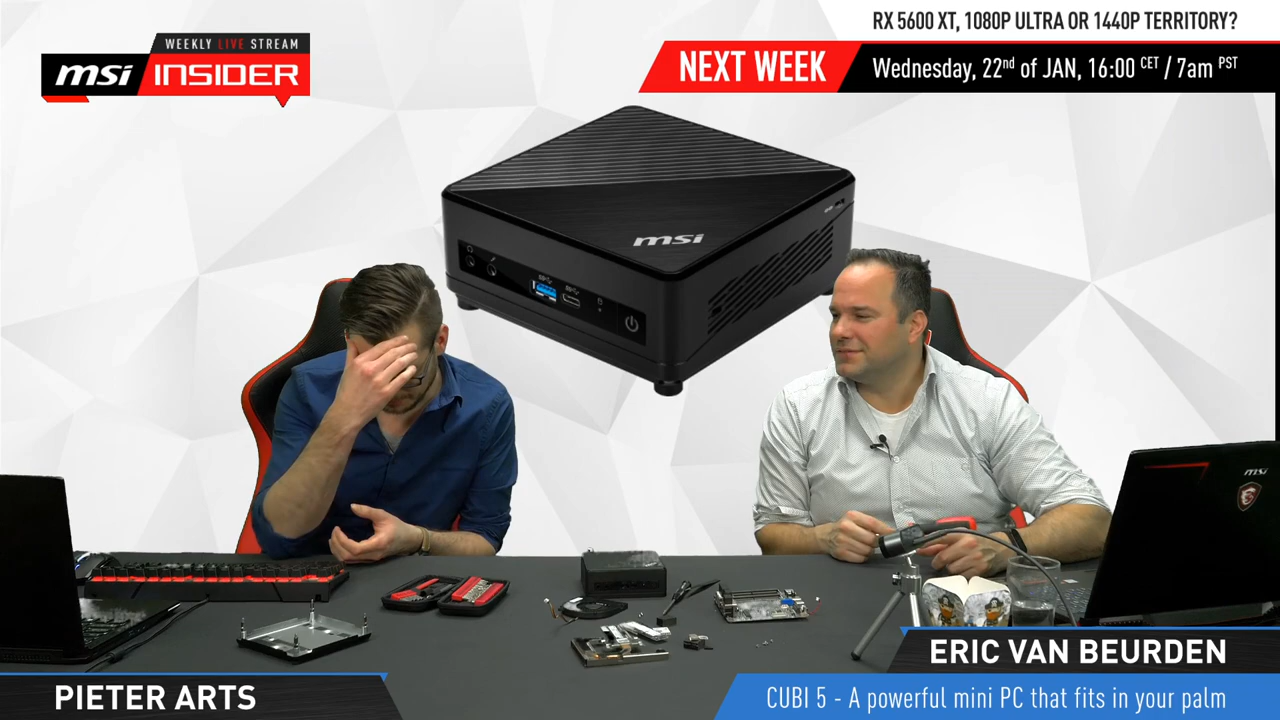 RX 5600 XT, 1080P ULTRA OR 1440P TERRITORY?
WEEKLY LIVE STREAM
msi INSIDER
NEXT WEEK
Wednesday, 22nd of JAN, 16:00 CET / 7am PST
msi
msi
ERIC VAN BEURDEN
PIETER ARTS
CUBI 5 - A powerful mini PC that fits in your palm